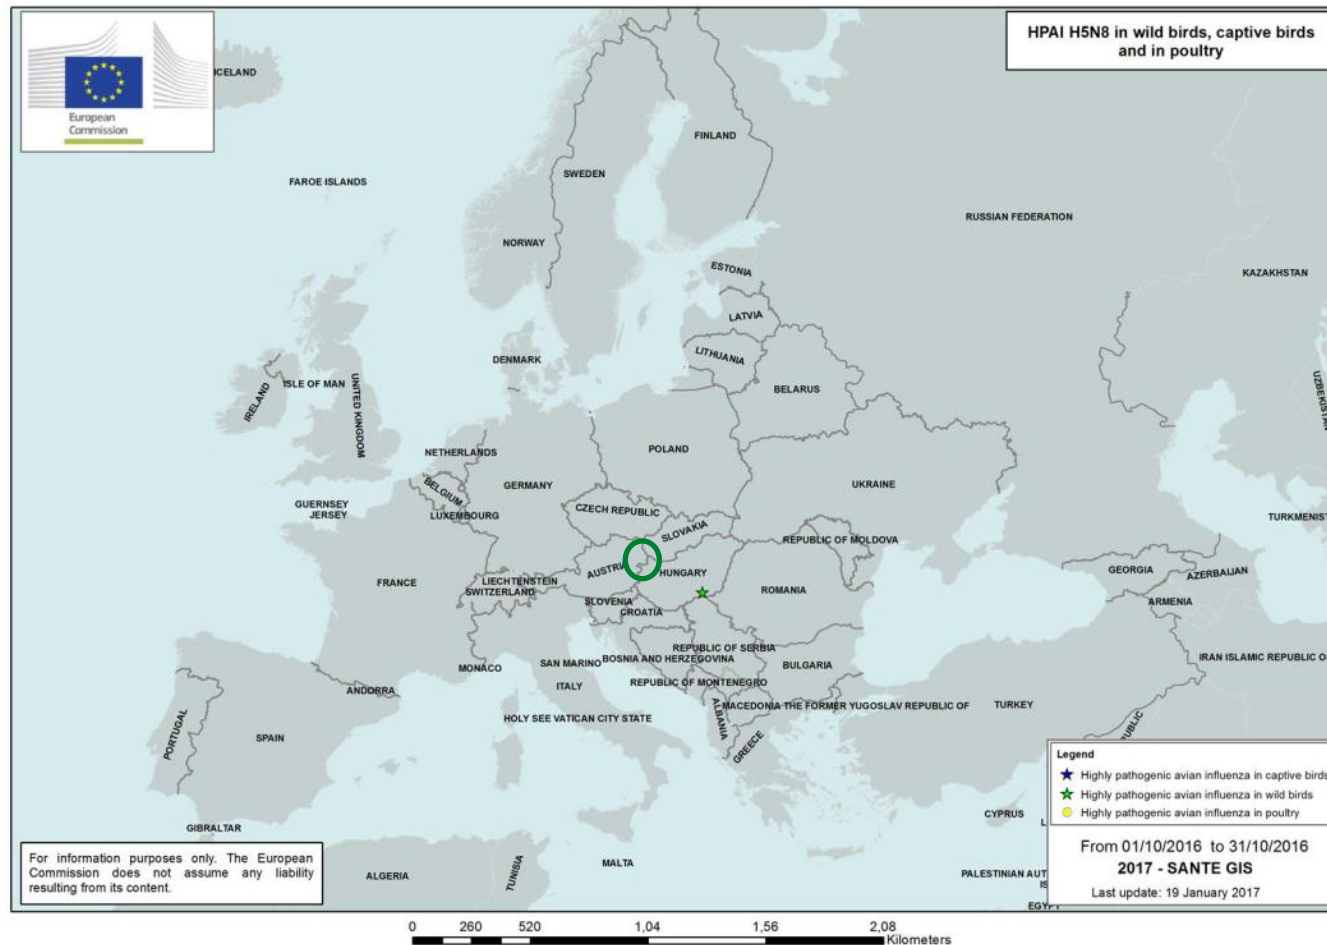 European
Commission
HPAI H5N8 in wild birds, captive birds
and in poultry
ICELAND
FINLAND
SWEDEN
FAROE ISLANDS
RUSSIAN FEDERATION
NORWAY
ESTONIA
KAZAKHSTAN
LATVIA
LITHUANIA
DENMARK
ISLE OF MAN
BELARUS
IRELAND
UNITED KINGDOM
UZBEKISTAN
NETHERLANDS
POLAND
BELGIUM
GERMANY
UKRAINE
GUERNSEY
JERSEY
LUXEMBOURG
CZECH REPUBLIC
TURKMENIST
SLOVAKIA
REPUBLIC OF MOLDOVA
AUSTRI
HUNGARY
GEORGIA
AZERBAIJAN
FRANCE
LIECHTENSTEIN
SWITZERLAND
ROMANIA
SLOVENIA
CROATIA
ARMENIA
REPUBLIC OF SERBIA
MONACO
SAN MARINO
BOSNIA AND HERZEGOVINA
BULGARIA
IRAN ISLAMIC REPUBLIC O
ANDORRA
ITALY
REPUBLIC OF MONTENEGRO
PORTUGAL
SPAIN
HOLY SEE VATICAN CITY STATE
ALBANIA
MACEDONIA THE FORMER YUGOSLAV REPUBLIC OF
TURKEY
GREECE
PUBLIC
Legend
Highly pathogenic avian influenza in captive birds
Highly pathogenic avian influenza in wild birds
Highly pathogenic avian influenza in poultry
CYPRUS
L
GIBRALTAR
From 01/10/2016 to 31/10/2016
2017 - SANTE GIS
Last update: 19 January 2017
For information purposes only. The European
Commission does not assume any liability
resulting from its content.
ALGERIA
TUNISIA
MALTA
PALESTINIAN AUT
IS
EGYPT
0 260 520 1,04 1,56 2,08
Kilometers